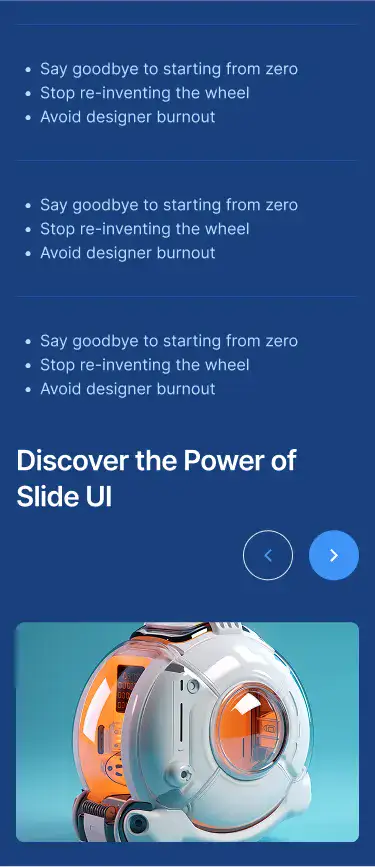 Say goodbye to starting from zero
Stop re-inventing the wheel
Avoid designer burnout
Say goodbye to starting from zero
Stop re-inventing the wheel
Avoid designer burnout
Say goodbye to starting from zero
Stop re-inventing the wheel
Avoid designer burnout
Discover the Power of
Slide UI